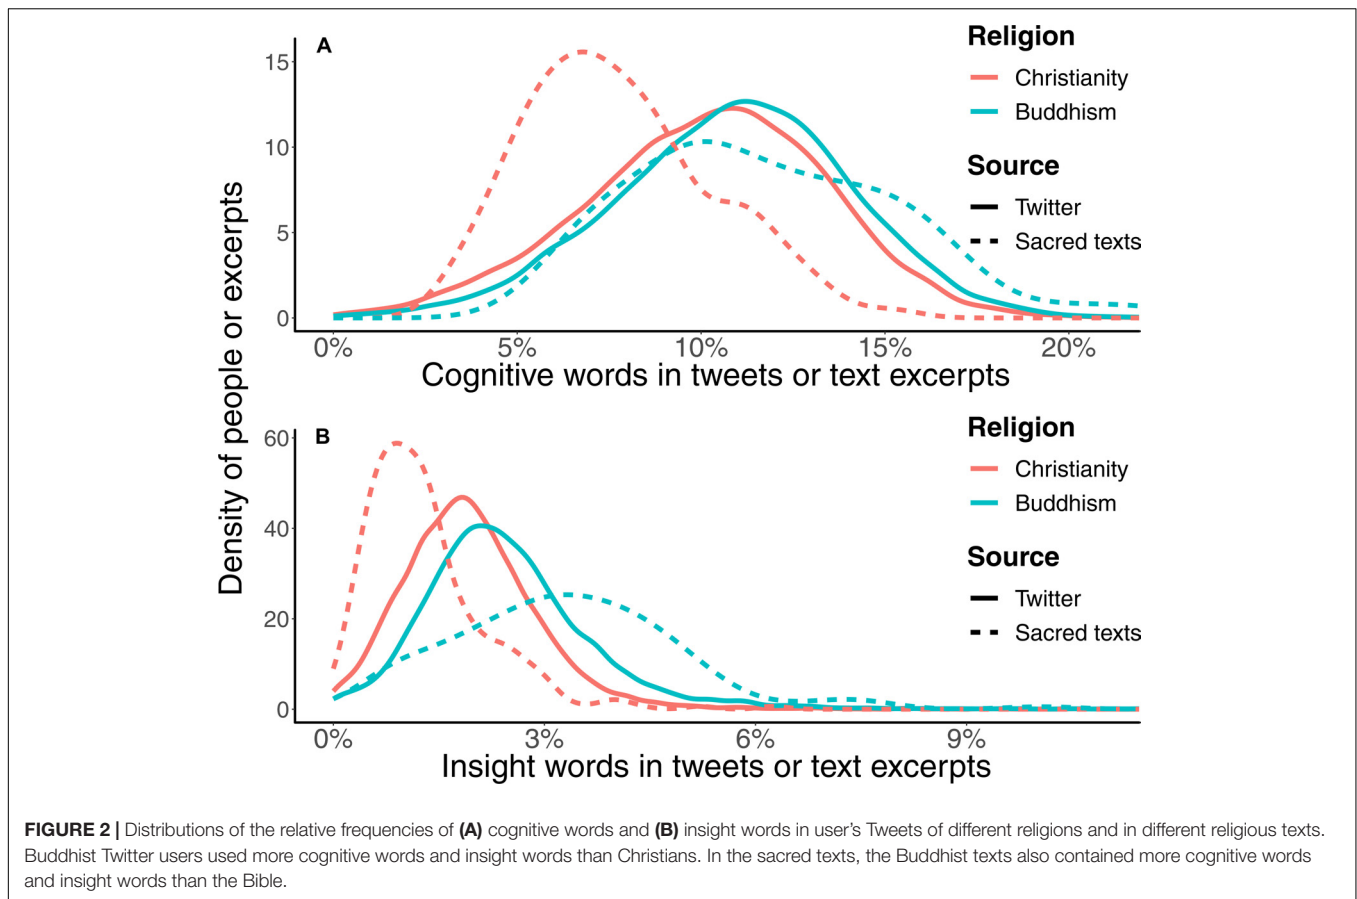 A
Religion
Christianity
Buddhism
Source
Twitter
Sacred texts
15
10
5
0
0%
5%
10%
15%
20%
Cognitive words in tweets or text excerpts
Density of people or excerpts
B
Religion
Christianity
Buddhism
Source
Twitter
Sacred texts
60
40
20
0
0%
3%
6%
9%
Insight words in tweets or text excerpts
FIGURE 2 | Distributions of the relative frequencies of (A) cognitive words and (B) insight words in user's Tweets of different religions and in different religious texts.
Buddhist Twitter users used more cognitive words and insight words than Christians. In the sacred texts, the Buddhist texts also contained more cognitive words
and insight words than the Bible.